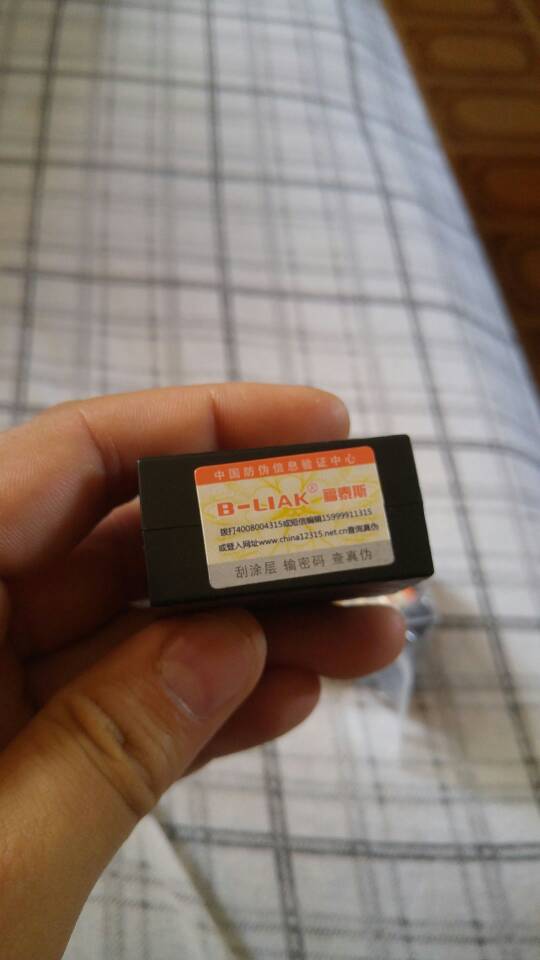 中国防伪信息验证中心
B-LIAK® 富泰斯
拨打4008004315或短信编辑15999911315
或登入网址www.china12315.net.cn查询真伪
刮涂层 输密码 查真伪